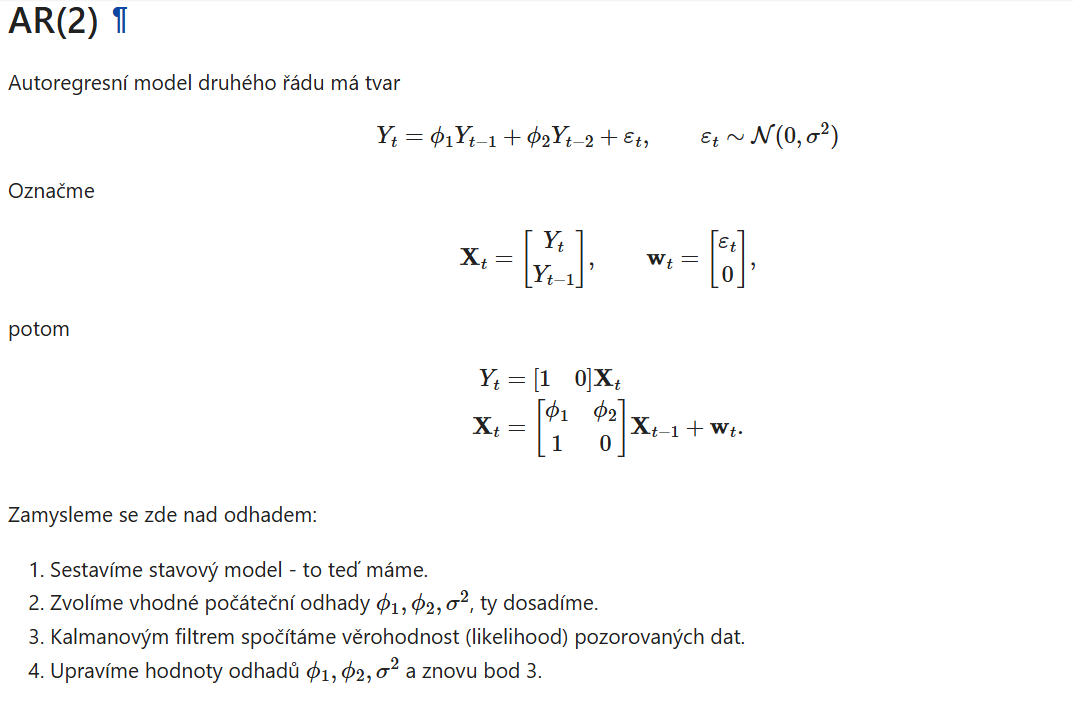 AR(2) ¶
Autoregresní model druhého řádu má tvar
$Y_t = \phi_1 Y_{t-1} + \phi_2 Y_{t-2} + \varepsilon_t, \qquad \varepsilon_t \sim \mathcal{N}(0, \sigma^2)$
Označme
$\mathbf{X}_t = \begin{bmatrix} Y_t \\ Y_{t-1} \end{bmatrix}, \qquad \mathbf{w}_t = \begin{bmatrix} \varepsilon_t \\ 0 \end{bmatrix},$
potom
$Y_t = [1 \quad 0] \mathbf{X}_t$
$\mathbf{X}_t = \begin{bmatrix} \phi_1 & \phi_2 \\ 1 & 0 \end{bmatrix} \mathbf{X}_{t-1} + \mathbf{w}_t.$
Zamysleme se zde nad odhadem:
1. Sestavíme stavový model - to teď máme.
2. Zvolíme vhodné počáteční odhady $\phi_1, \phi_2, \sigma^2$, ty dosadíme.
3. Kalmanovým filtrem spočítáme věrohodnost (likelihood) pozorovaných dat.
4. Upravíme hodnoty odhadů $\phi_1, \phi_2, \sigma^2$ a znovu bod 3.